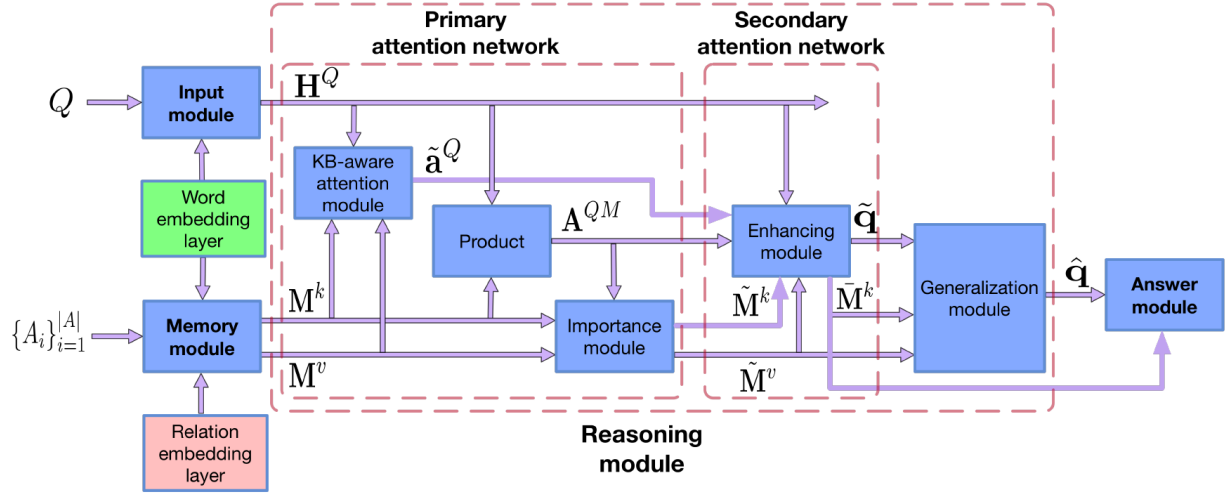 Primary
attention network
Secondary
attention network
Q
Input
module
H^Q
KB-aware
attention
module
ã^Q
Word
embedding
layer
Product
A^{QM}
Enhancing
module
q̃
Generalization
module
q̂
Answer
module
{A_i}_{i=1}^{|A|}
Memory
module
M^k
M^v
Importance
module
M̃^k
M̄^k
M̃^v
Relation
embedding
layer
Reasoning
module